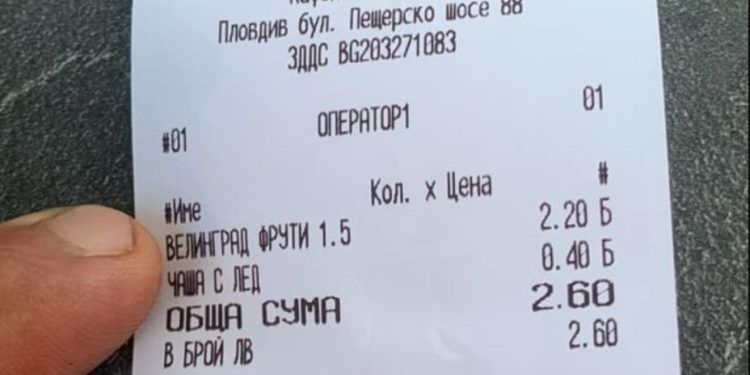 Пловдив бул. Пещерско шосе 88
ЗДДС BG203271083
#01 ОПЕРАТОР1 01
#Име Кол. x Цена #
ВЕЛИНГРАД ФРУТИ 1.5 2.20 Б
ЧАША С ЛЕД 0.40 Б
ОБЩА СУМА 2.60
В БРОЙ ЛВ 2.60